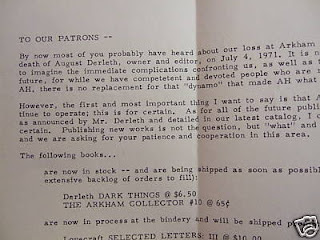 TO OUR PATRONS --
By now most of you probably have heard about our loss at Arkham
death of August Derleth, owner and editor, on July 4, 1971. It is
to imagine the immediate complications confronting us, as well as
future, for while we have competent and devoted people who are
AH, there is no replacement for that "dynamo" that made AH what
However, the first and most important thing I want to say is that A
tinue to operate; this is for certain. As for all of the future publi
as announced by Mr. Derleth and detailed in our latest catalog, I c
certain. Publishing new works is not the question, but "what" and
and we are asking for your patience and cooperation in this area.
The following books...
are now in stock -- and are being shipped as soon as possible
extensive backlog of orders to fill):
Derleth DARK THINGS @ $6.50
THE ARKHAM COLLECTOR #10 @ 65¢
are now in process at the bindery and will be shipped
Lovecraft SELECTED LETTERS: III @ $10.00